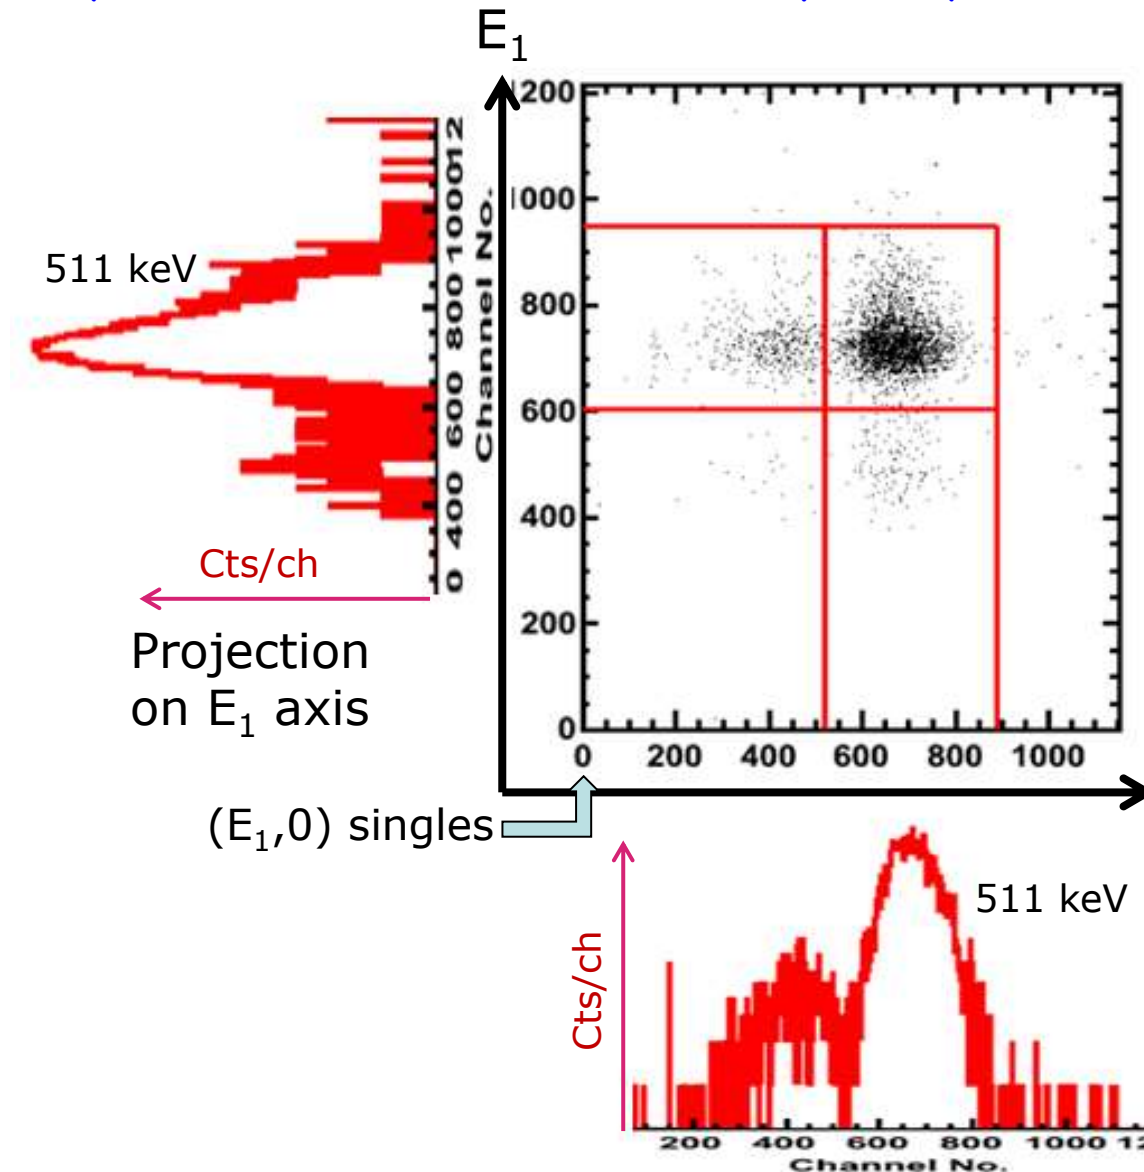 E₁
1200
1000
800
600
400
200
0
0 200 400 600 800 1000
0 400 600 800 1000 12
Channel No.
511 keV
Cts/ch
Projection
on E₁ axis
(E₁,0) singles
511 keV
Cts/ch
200 400 600 800 1000 12
Channel No.